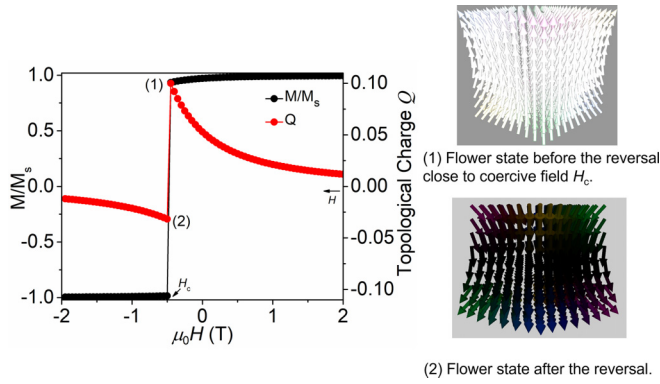 1.0
0.5
0.0
-0.5
-1.0
M/Ms
-2
-1
0
1
2
μ0H (T)
0.10
0.05
0.00
-0.05
-0.10
Topological Charge Q
(1)
M/Ms
Q
H
(2)
Hc
(1) Flower state before the reversal
close to coercive field Hc.
(2) Flower state after the reversal.